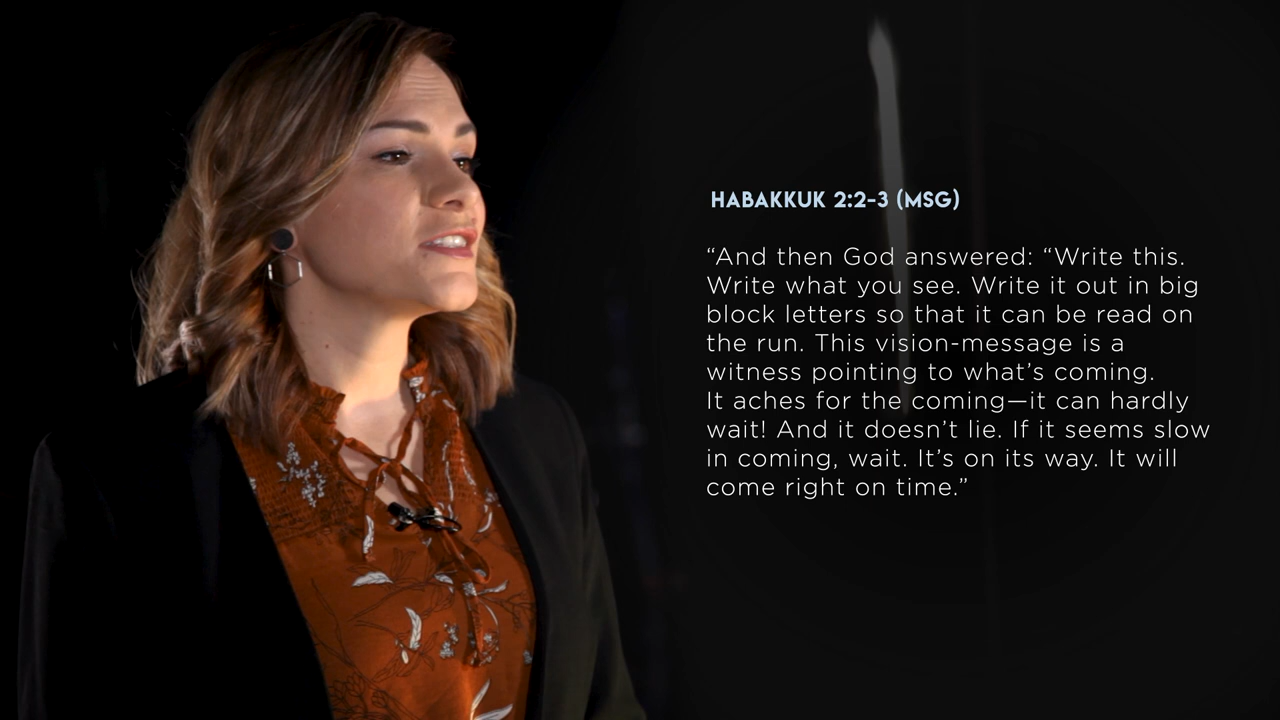 HABAKKUK 2:2-3 (MSG)
“And then God answered: “Write this.
Write what you see. Write it out in big
block letters so that it can be read on
the run. This vision-message is a
witness pointing to what’s coming.
It aches for the coming—it can hardly
wait! And it doesn’t lie. If it seems slow
in coming, wait. It’s on its way. It will
come right on time.”